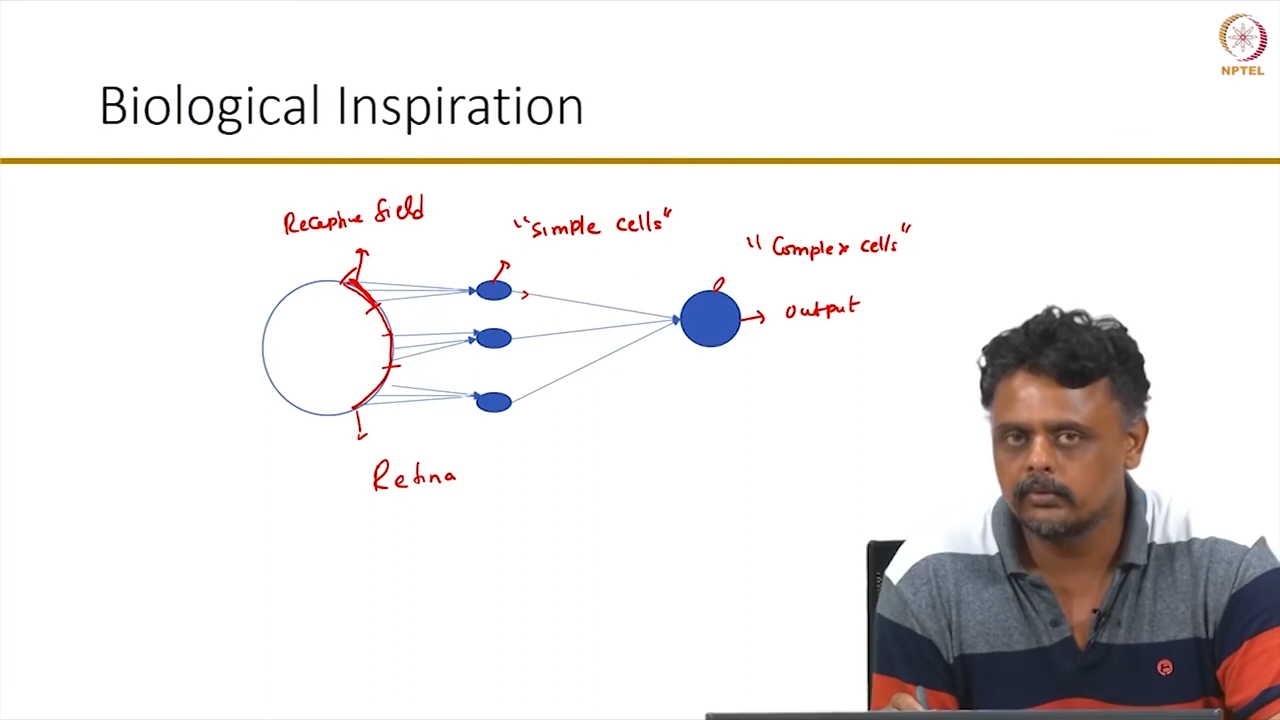 NPTEL
Biological Inspiration
Receptive field
"Simple cells"
"Complex cells"
output
Retina